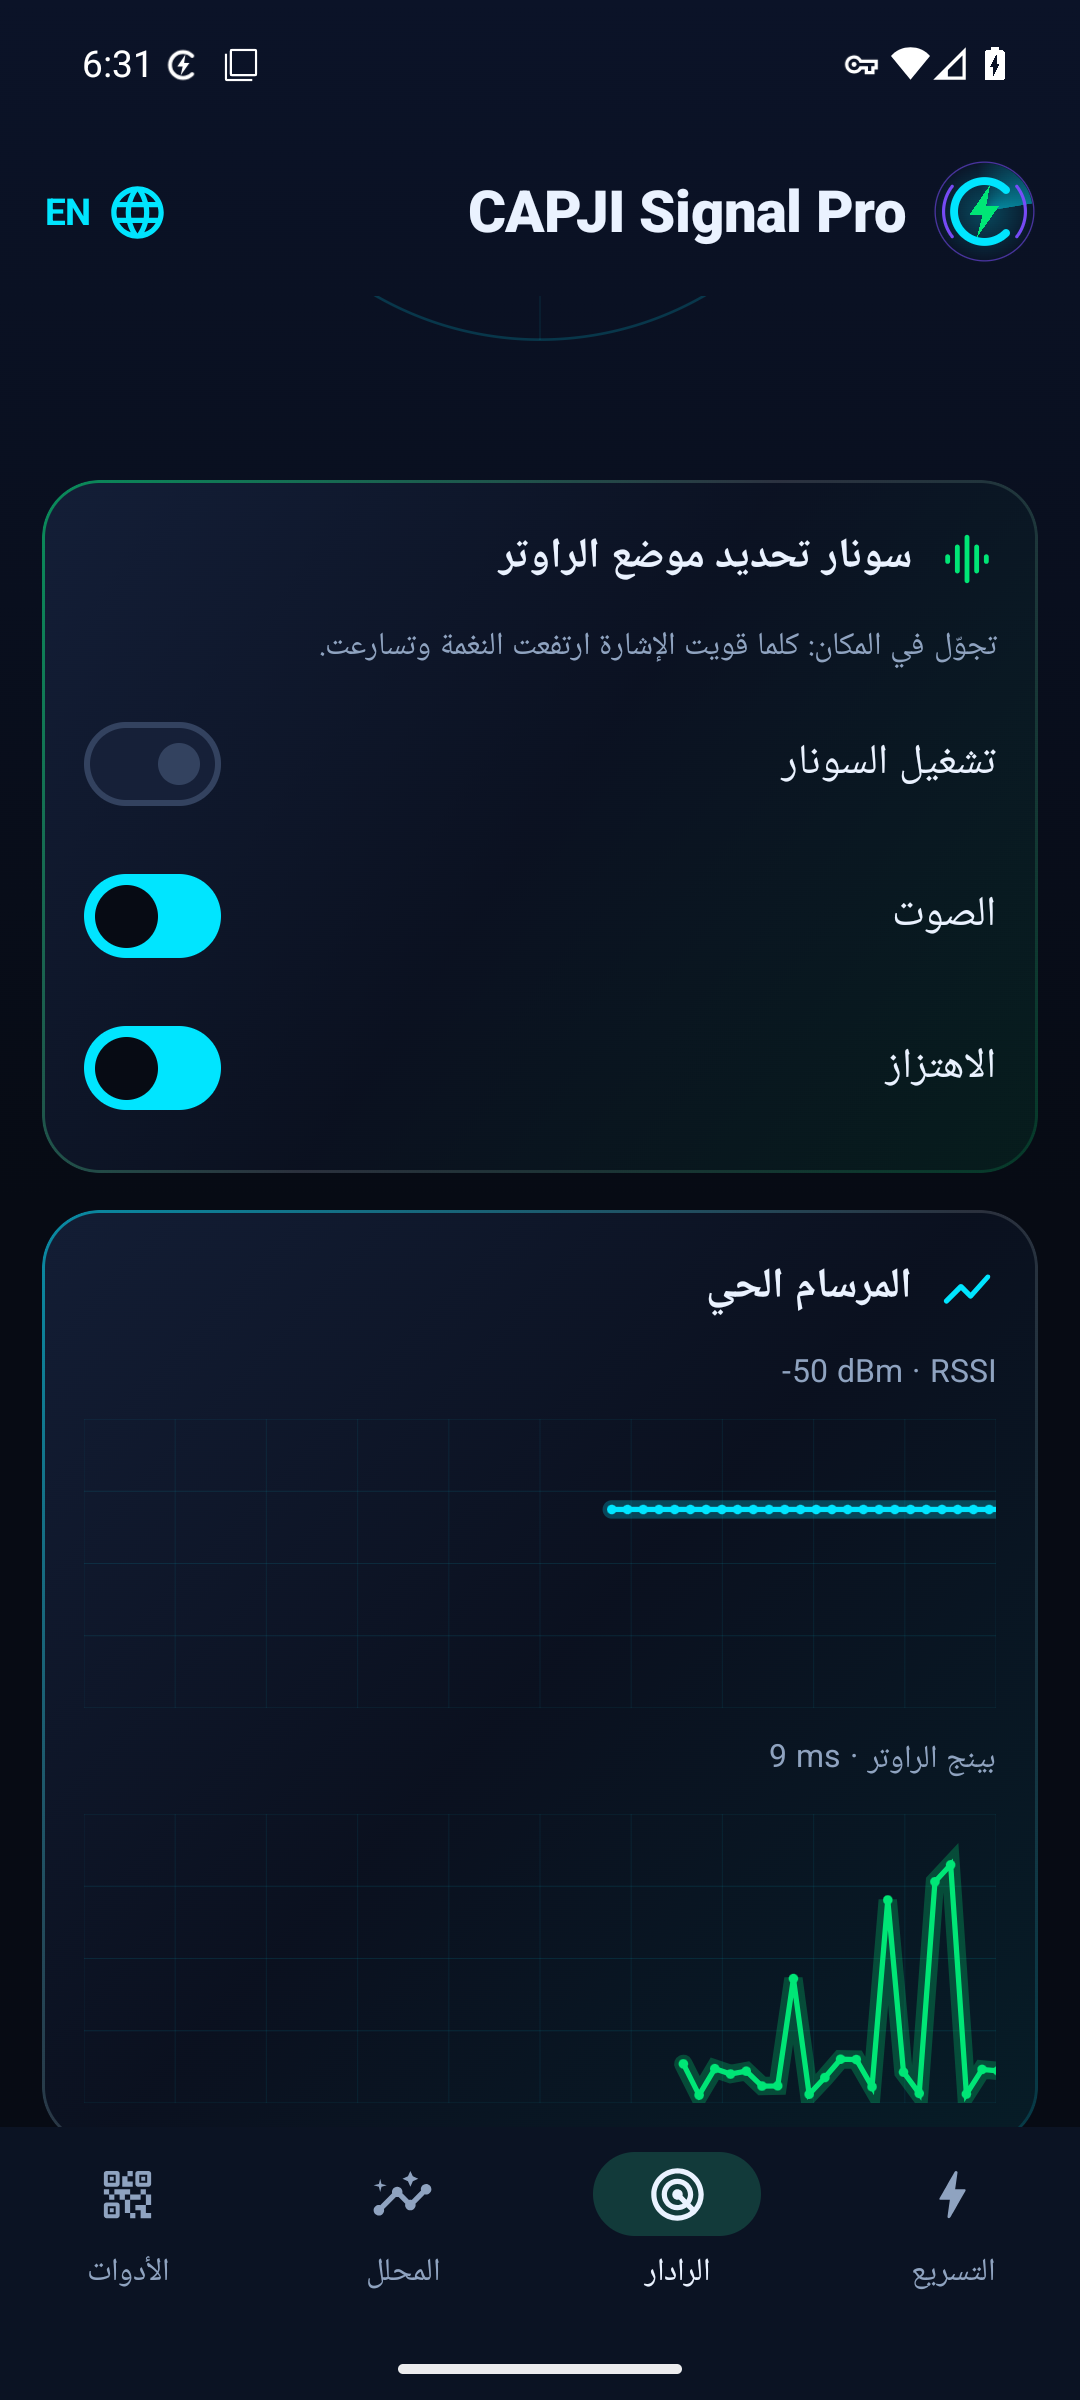 6:31
CAPJI Signal Pro
EN
سونار تحديد موضع الراوتر
تجوّل في المكان: كلما قويت الإشارة ارتفعت النغمة وتسارعت.
تشغيل السونار
الصوت
الاهتزاز
المرسام الحي
-50 dBm · RSSI
بينج الراوتر · 9 ms
التسريع
الرادار
المحلل
الأدوات